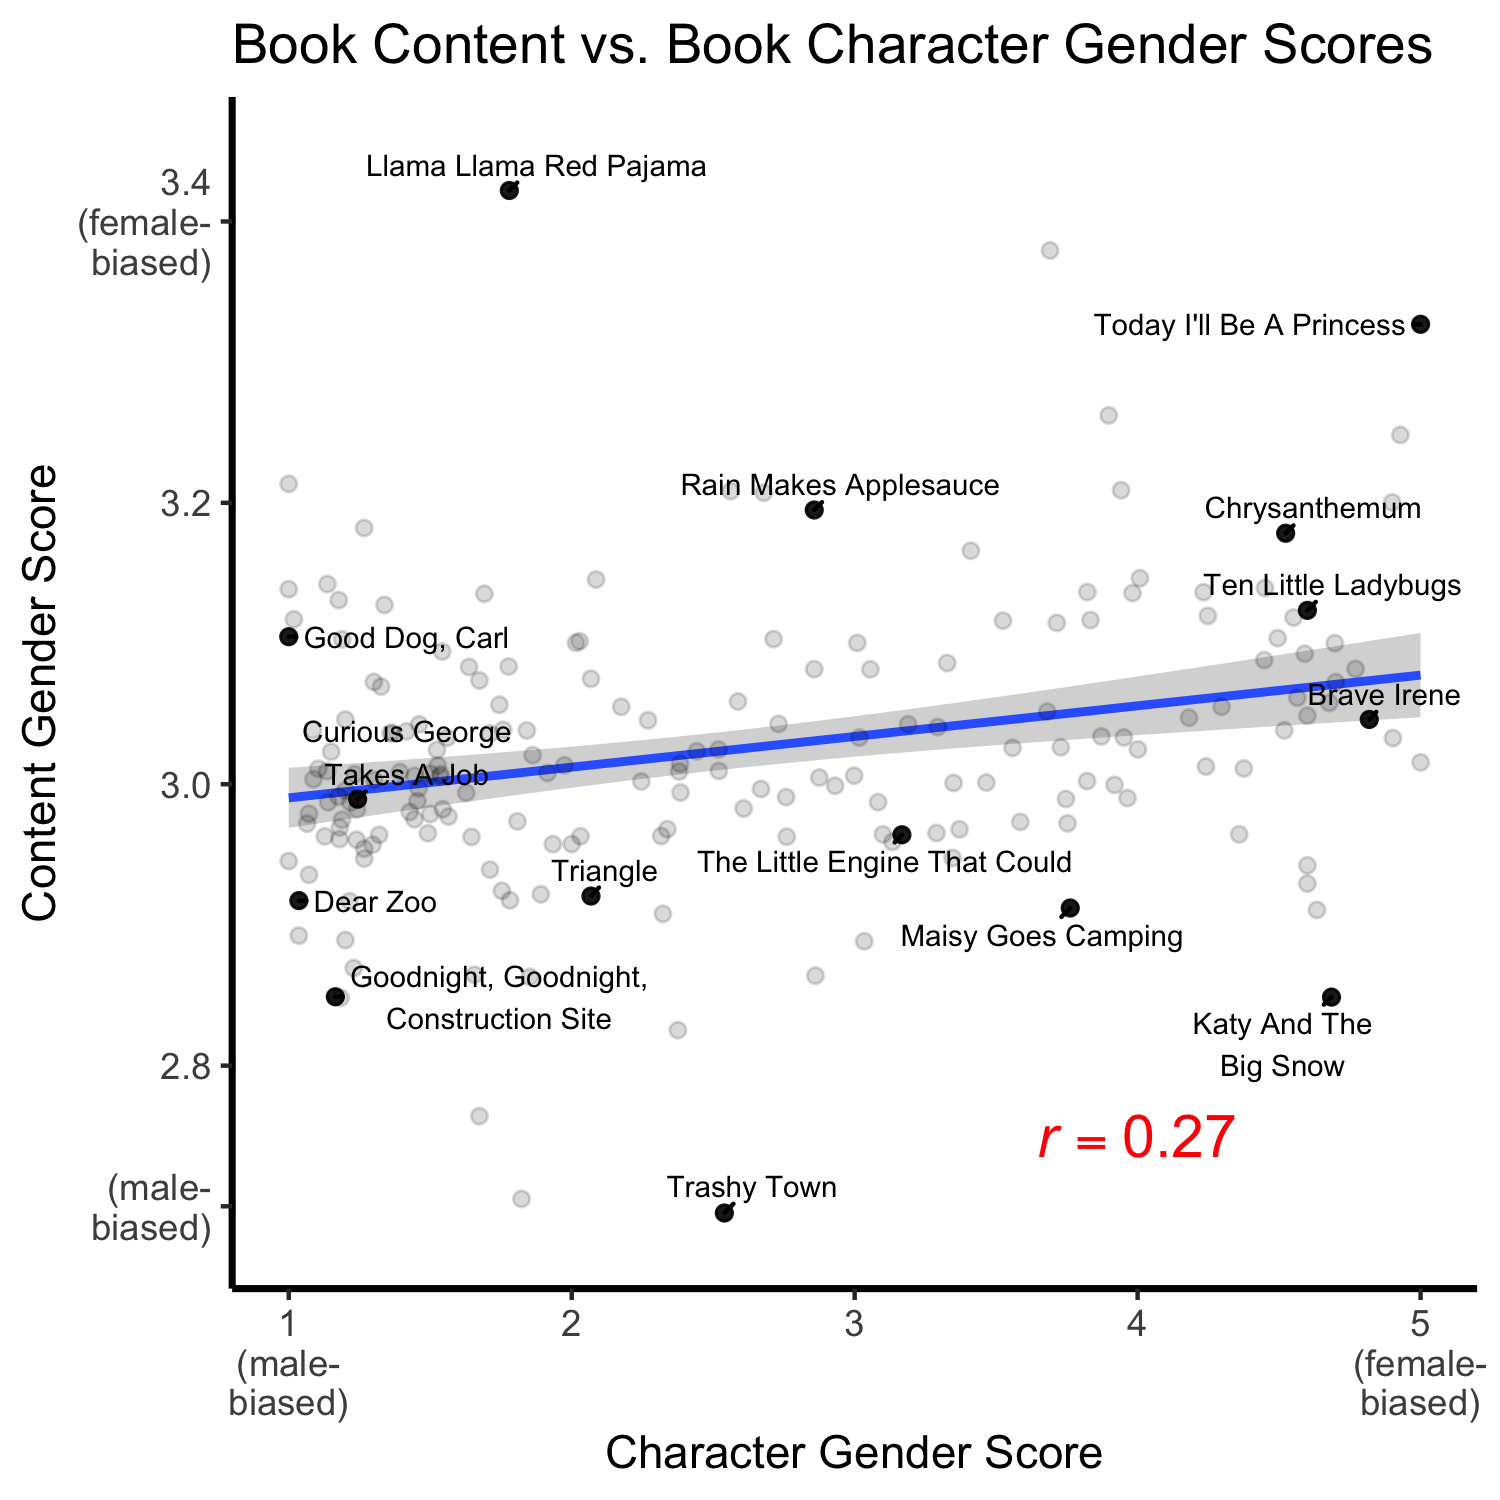 Book Content vs. Book Character Gender Scores
Llama Llama Red Pajama
3.4
(female-
biased)
Today I'll Be A Princess
Rain Makes Applesauce
3.2
Chrysanthemum
Ten Little Ladybugs
Good Dog, Carl
Brave Irene
Curious George
Takes A Job
3.0
Content Gender Score
The Little Engine That Could
Triangle
Dear Zoo
Maisy Goes Camping
Goodnight, Goodnight,
Construction Site
Katy And The
Big Snow
2.8
r = 0.27
Trashy Town
(male-
biased)
1
(male-
biased)
2
3
4
5
(female-
biased)
Character Gender Score